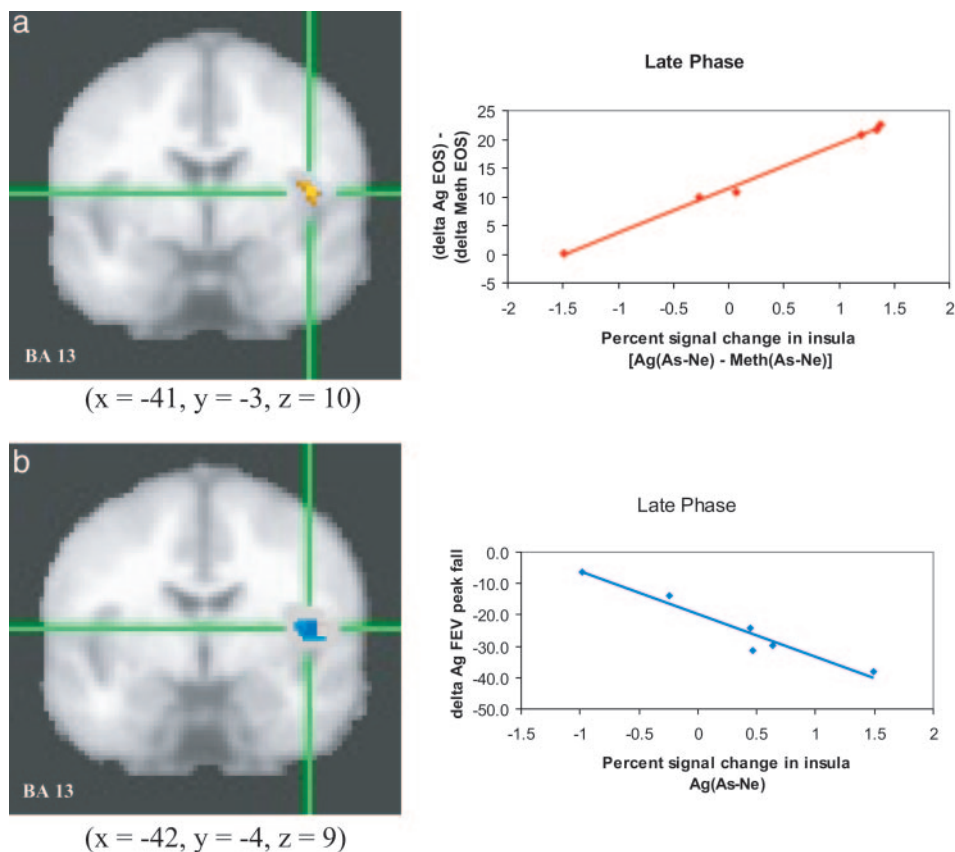 a
BA 13
(x = -41, y = -3, z = 10)
Late Phase
(delta Ag EOS) -
(delta Meth EOS)
25
20
15
10
5
0
-5
-2
-1.5
-1
-0.5
0
0.5
1
1.5
2
Percent signal change in insula
[Ag(As-Ne) - Meth(As-Ne)]
b
BA 13
(x = -42, y = -4, z = 9)
Late Phase
delta Ag FEV peak fall
0.0
-10.0
-20.0
-30.0
-40.0
-50.0
-1.5
-1
-0.5
0
0.5
1
1.5
2
Percent signal change in insula
Ag(As-Ne)